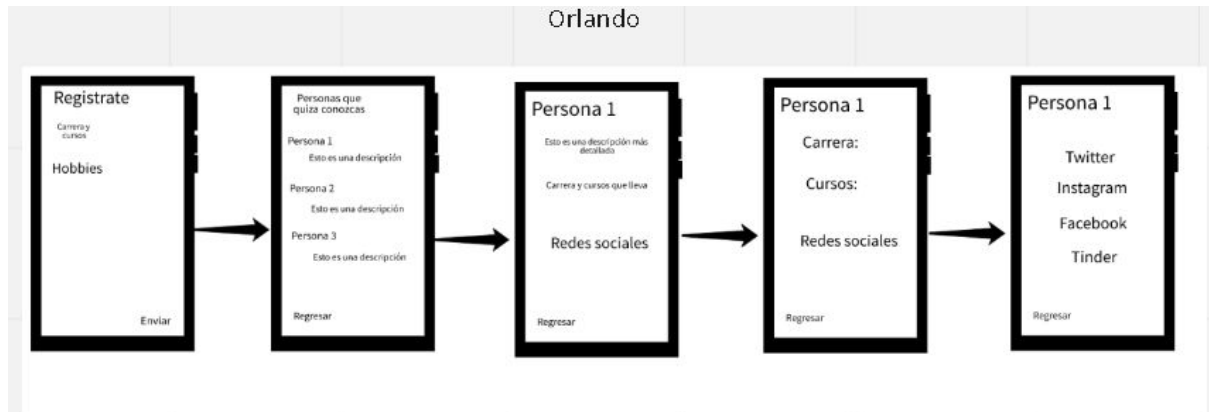 Orlando
Registrate
Carrera y
cursos
Hobbies
Enviar
Personas que
quiza conozcas
Persona 1
Esto es una descripción
Persona 2
Esto es una descripción
Persona 3
Esto es una descripción
Regresar
Persona 1
Esto es una descripción más
detallada
Carrera y cursos que lleva
Redes sociales
Regresar
Persona 1
Carrera:
Cursos:
Redes sociales
Regresar
Persona 1
Twitter
Instagram
Facebook
Tinder
Regresar